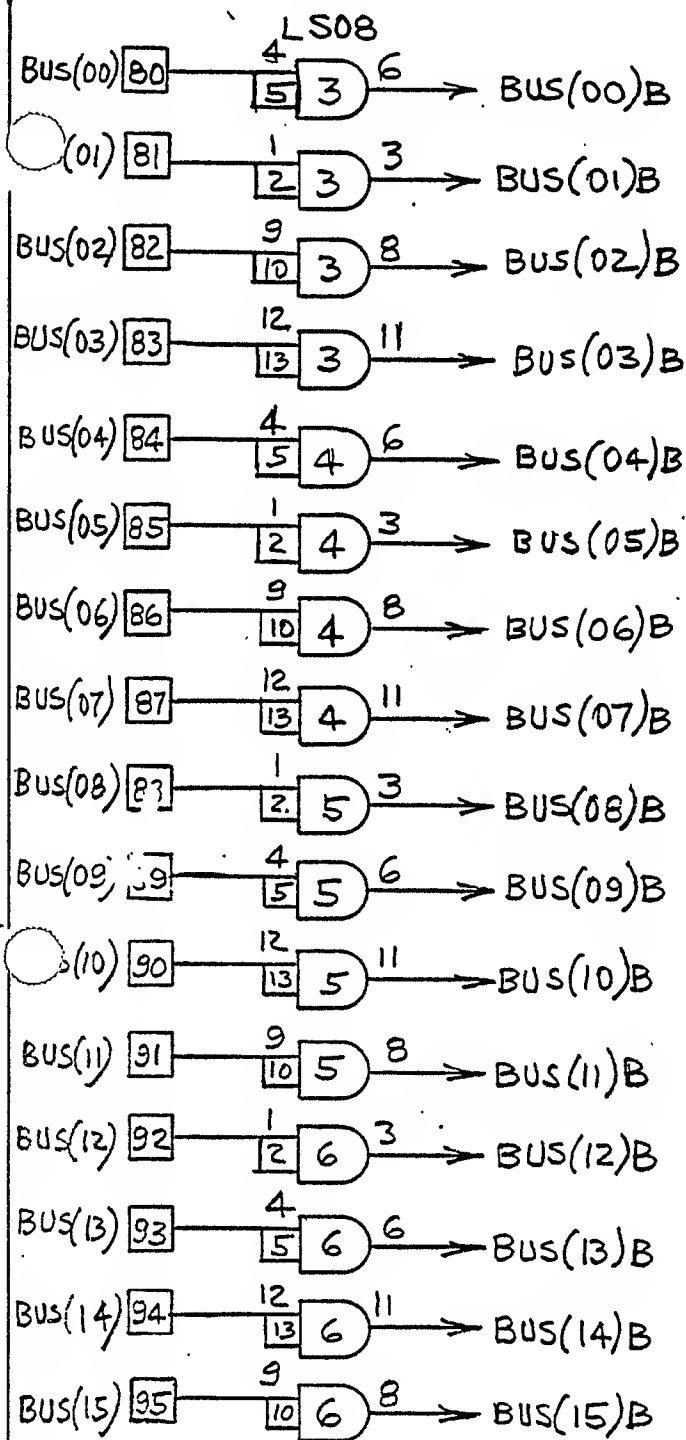 LS08
BUS(00) 80 4 5 3 6 BUS(00)B
(01) 81 1 2 3 3 BUS(01)B
BUS(02) 82 9 10 3 8 BUS(02)B
BUS(03) 83 12 13 3 11 BUS(03)B
BUS(04) 84 4 5 4 6 BUS(04)B
BUS(05) 85 1 2 4 3 BUS(05)B
BUS(06) 86 9 10 4 8 BUS(06)B
BUS(07) 87 12 13 4 11 BUS(07)B
BUS(08) 1 2 5 3 BUS(08)B
BUS(09) 4 5 5 6 BUS(09)B
(10) 90 12 13 5 11 BUS(10)B
BUS(11) 91 9 10 5 8 BUS(11)B
BUS(12) 92 1 2 6 3 BUS(12)B
BUS(13) 93 4 5 6 6 BUS(13)B
BUS(14) 94 12 13 6 11 BUS(14)B
BUS(15) 95 9 10 6 8 BUS(15)B